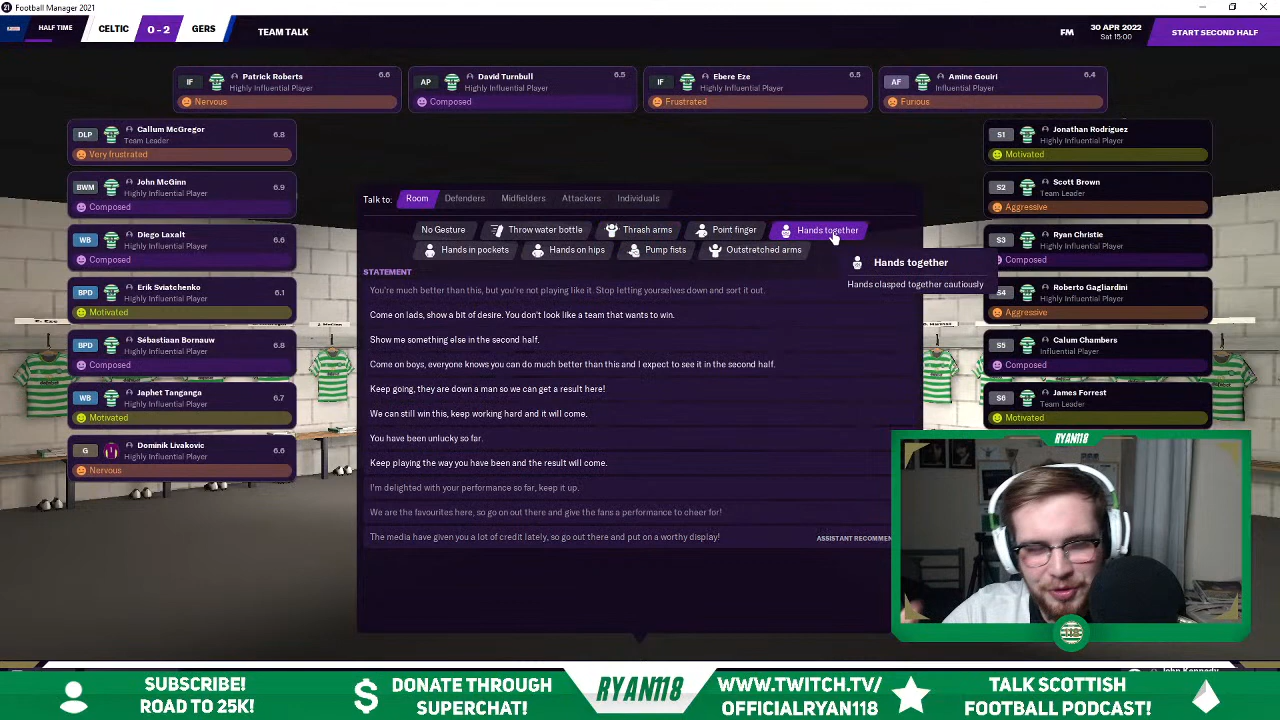 21 Football Manager 2021
HALF TIME
CELTIC 0 - 2 GERS
TEAM TALK
FM
30 APR 2022
Sat 15:00
START SECOND HALF
IF Patrick Roberts 6.6
Highly Influential Player
Nervous
AP David Turnbull 6.5
Highly Influential Player
Composed
IF Ebere Eze 6.5
Highly Influential Player
Frustrated
AF Amine Gouiri 6.4
Influential Player
Furious
DLP Callum McGregor 6.8
Team Leader
Very frustrated
BWM John McGinn 6.9
Highly Influential Player
Composed
WB Diego Laxalt 6.6
Highly Influential Player
Composed
BPD Erik Sviatchenko 6.1
Highly Influential Player
Motivated
BPD Sébastiaan Bornauw 6.8
Highly Influential Player
Composed
WB Japhet Tanganga 6.7
Highly Influential Player
Motivated
G Dominik Livakovic 6.6
Highly Influential Player
Nervous
Talk to: Room Defenders Midfielders Attackers Individuals
No Gesture Throw water bottle Thrash arms Point finger Hands together
Hands in pockets Hands on hips Pump fists Outstretched arms
Hands together
Hands clasped together cautiously
STATEMENT
You're much better than this, but you're not playing like it. Stop letting yourselves down and sort it out.
Come on lads, show a bit of desire. You don't look like a team that wants to win.
Show me something else in the second half.
Come on boys, everyone knows you can do much better than this and I expect to see it in the second half.
Keep going, they are down a man so we can get a result here!
We can still win this, keep working hard and it will come.
You have been unlucky so far.
Keep playing the way you have been and the result will come.
I'm delighted with your performance so far, keep it up.
We are the favourites here, so go on out there and give the fans a performance to cheer for!
The media have given you a lot of credit lately, so go out there and put on a worthy display! ASSISTANT RECOMMEN
S1 Jonathan Rodriguez
Highly Influential Player
Motivated
S2 Scott Brown
Team Leader
Aggressive
S3 Ryan Christie
Highly Influential Player
Composed
S4 Roberto Gagliardini
Highly Influential Player
Aggressive
S5 Calum Chambers
Influential Player
Composed
S6 James Forrest
Team Leader
Motivated
RYAN118
118
SUBSCRIBE!
ROAD TO 25K!
DONATE THROUGH
SUPERCHAT!
RYAN118
WWW.TWITCH.TV/
OFFICIALRYAN118
TALK SCOTTISH
FOOTBALL PODCAST!